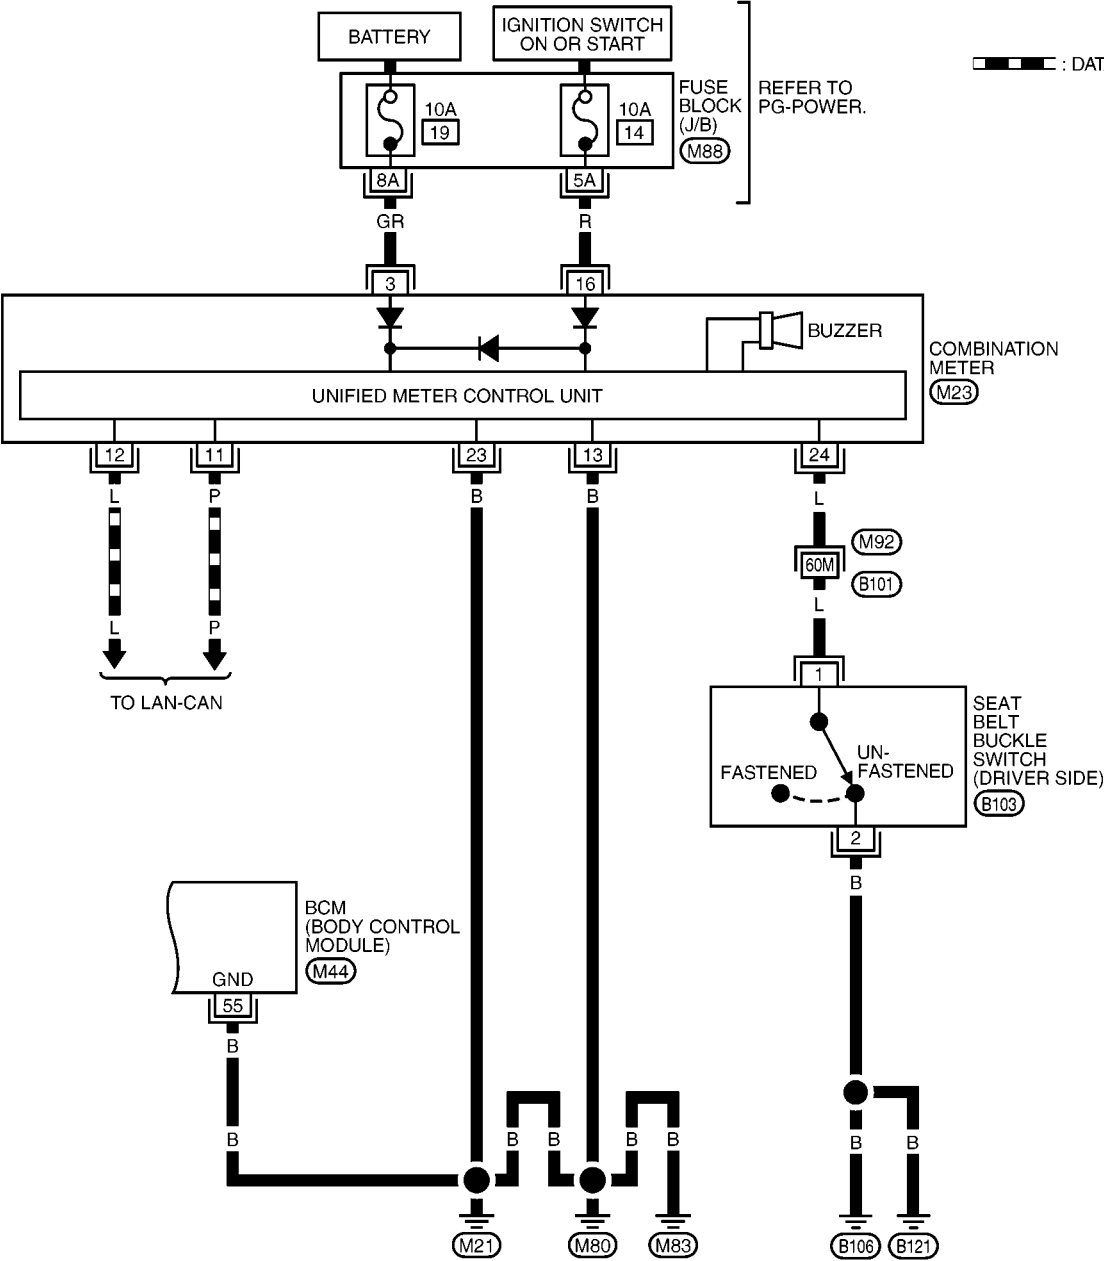 BATTERY
IGNITION SWITCH
ON OR START
: DAT
10A
19
10A
14
FUSE
BLOCK
(J/B)
M88
REFER TO
PG-POWER.
8A
5A
GR
R
3
16
BUZZER
COMBINATION
METER
M23
UNIFIED METER CONTROL UNIT
12
11
23
13
24
L
P
B
B
L
M92
60M
B101
L
L
P
TO LAN-CAN
1
SEAT
BELT
BUCKLE
SWITCH
(DRIVER SIDE)
B103
UN-
FASTENED
FASTENED
2
B
BCM
(BODY CONTROL
MODULE)
M44
GND
55
B
B
B
B
B
B
B
B
M21
M80
M83
B106
B121